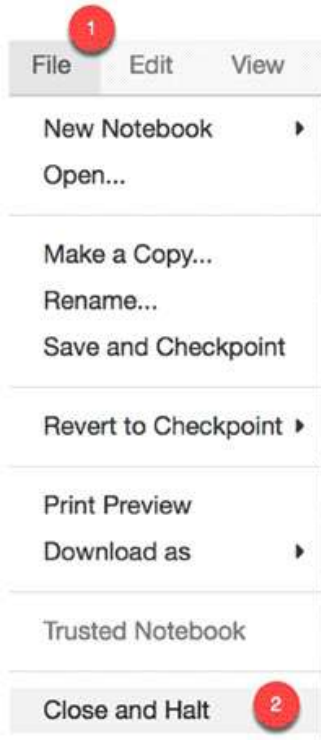 1
File Edit View
New Notebook
Open...
Make a Copy...
Rename...
Save and Checkpoint
Revert to Checkpoint
Print Preview
Download as
Trusted Notebook
Close and Halt 2